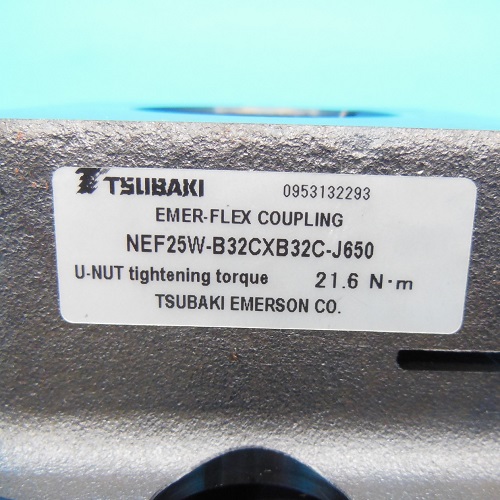 TSUBAKI 0953132293
EMER-FLEX COUPLING
NEF25W-B32CXB32C-J650
U-NUT tightening torque 21.6 N·m
TSUBAKI EMERSON CO.